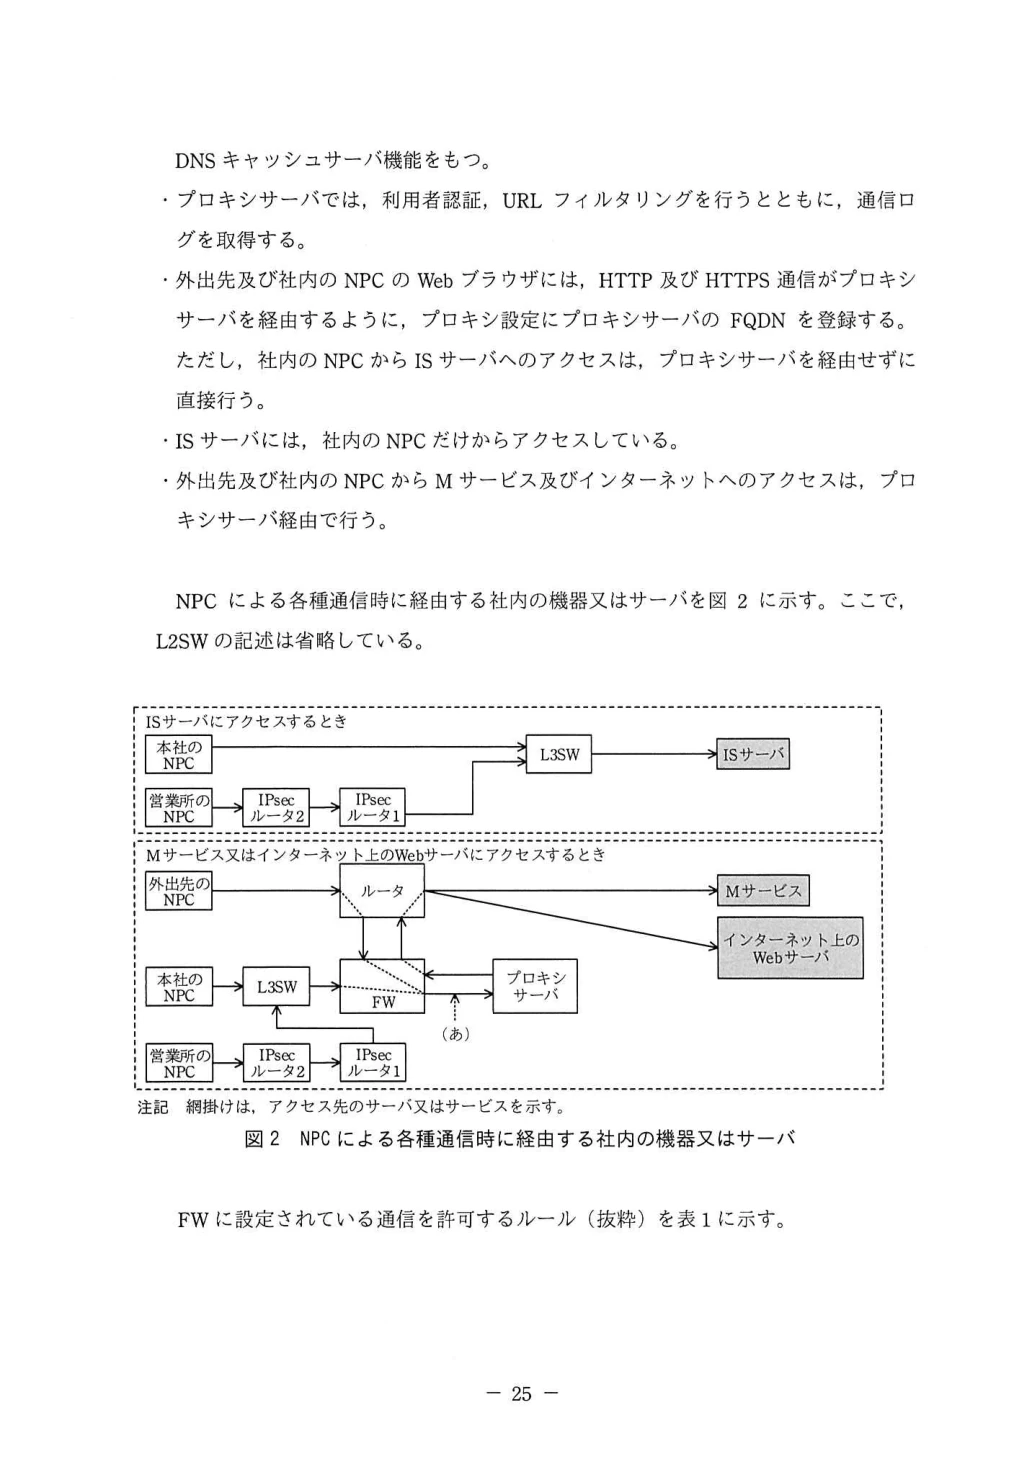 DNS キャッシュサーバ機能をもつ。
・プロキシサーバでは，利用者認証，URL フィルタリングを行うとともに，通信ロ
グを取得する。
・外出先及び社内の NPC の Web ブラウザには，HTTP 及び HTTPS 通信がプロキシ
サーバを経由するように，プロキシ設定にプロキシサーバの FQDN を登録する。
ただし，社内の NPC から IS サーバへのアクセスは，プロキシサーバを経由せずに
直接行う。
・IS サーバには，社内の NPC だけからアクセスしている。
・外出先及び社内の NPC から M サービス及びインターネットへのアクセスは，プロ
キシサーバ経由で行う。
NPC による各種通信時に経由する社内の機器又はサーバを図 2 に示す。ここで，
L2SW の記述は省略している。
ISサーバにアクセスするとき
本社の
NPC
L3SW
ISサーバ
営業所の
NPC
IPsec
ルータ2
IPsec
ルータ1
Mサービス又はインターネット上のWebサーバにアクセスするとき
外出先の
NPC
ルータ
Mサービス
インターネット上の
Webサーバ
本社の
NPC
L3SW
FW
プロキシ
サーバ
（あ）
営業所の
NPC
IPsec
ルータ2
IPsec
ルータ1
注記　網掛けは，アクセス先のサーバ又はサービスを示す。
図2　NPC による各種通信時に経由する社内の機器又はサーバ
FW に設定されている通信を許可するルール（抜粋）を表 1 に示す。
－ 25 －